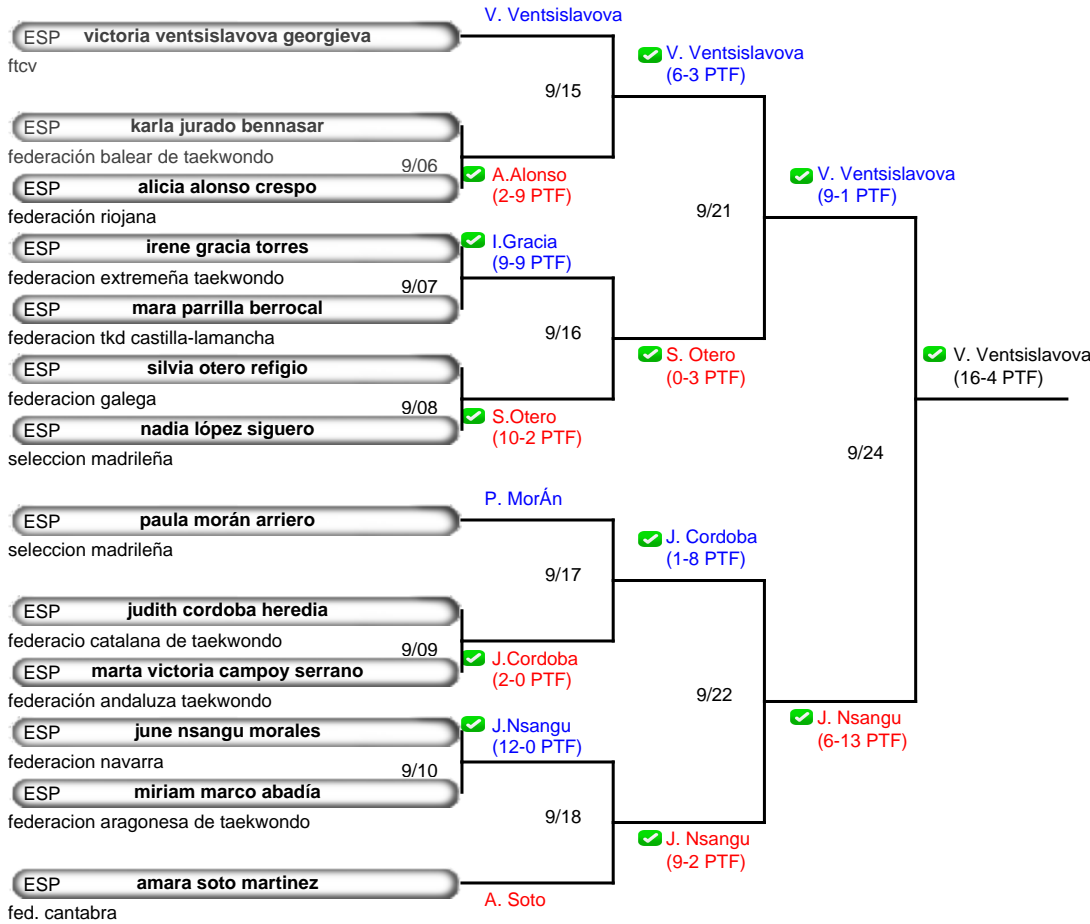 V. Ventsislavova
ESP victoria ventsislavova georgieva
ftcv
V. Ventsislavova
(6-3 PTF)
9/15
ESP karla jurado bennasar
federación balear de taekwondo
9/06
A.Alonso
(2-9 PTF)
ESP alicia alonso crespo
federación riojana
V. Ventsislavova
(9-1 PTF)
9/21
ESP irene gracia torres
federacion extremeña taekwondo
I.Gracia
(9-9 PTF)
9/07
ESP mara parrilla berrocal
federacion tkd castilla-lamancha
9/16
S. Otero
(0-3 PTF)
V. Ventsislavova
(16-4 PTF)
ESP silvia otero refigio
federacion galega
9/08
S.Otero
(10-2 PTF)
ESP nadia lópez siguero
seleccion madrileña
9/24
P. MorÁn
ESP paula morán arriero
seleccion madrileña
J. Cordoba
(1-8 PTF)
9/17
ESP judith cordoba heredia
federacio catalana de taekwondo
9/09
J.Cordoba
(2-0 PTF)
ESP marta victoria campoy serrano
federación andaluza taekwondo
9/22
J. Nsangu
(6-13 PTF)
ESP june nsangu morales
federacion navarra
J.Nsangu
(12-0 PTF)
9/10
ESP miriam marco abadía
federacion aragonesa de taekwondo
9/18
J. Nsangu
(9-2 PTF)
ESP amara soto martinez
fed. cantabra
A. Soto